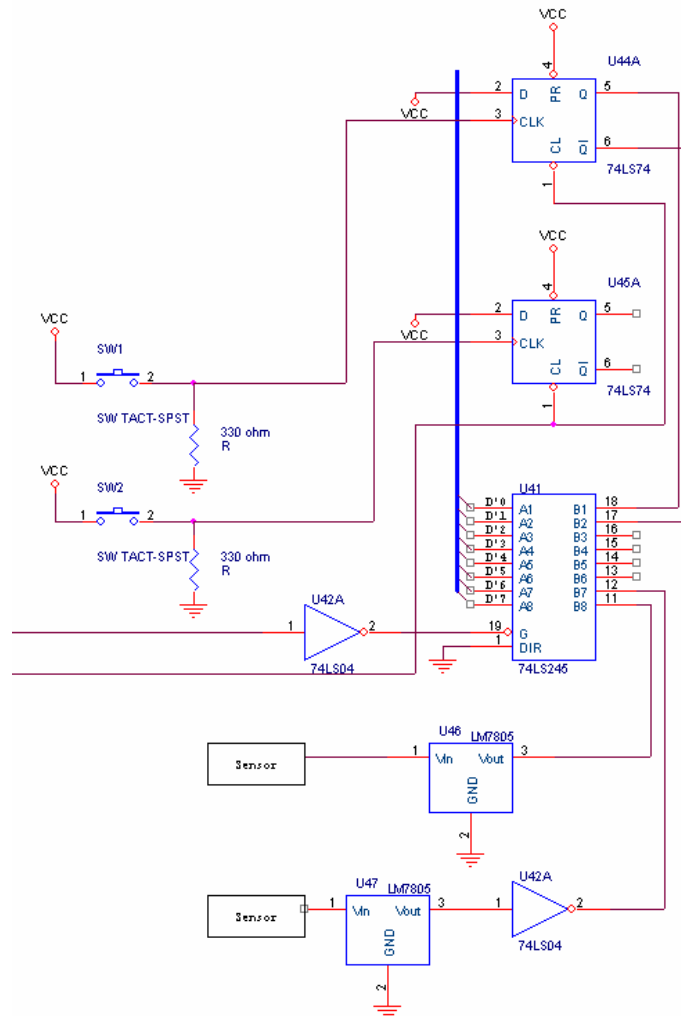 VCC
U44A
4
2 D PR Q 5
3 CLK
VCC
CL Q 6
1
74LS74
VCC
U45A
4
2 D PR Q 5
VCC
3 CLK
CL Q 6
1
74LS74
VCC
SW1
1 2
SW TACT-SPST
330 ohm
R
VCC
SW2
1 2
SW TACT-SPST
330 ohm
R
U41
D'0 A1 B1 18
D'1 A2 B2 17
D'2 A3 B3 16
D'3 A4 B4 15
D'4 A5 B5 14
D'5 A6 B6 13
D'6 A7 B7 12
D'7 A8 B8 11
19 G
1 DIR
74LS245
U42A
1 2
74LS04
U46 LM7805
Sensor
1 Vin Vout 3
GND
2
U47 LM7805
Sensor
1 Vin Vout 3
GND
2
U42A
1 2
74LS04